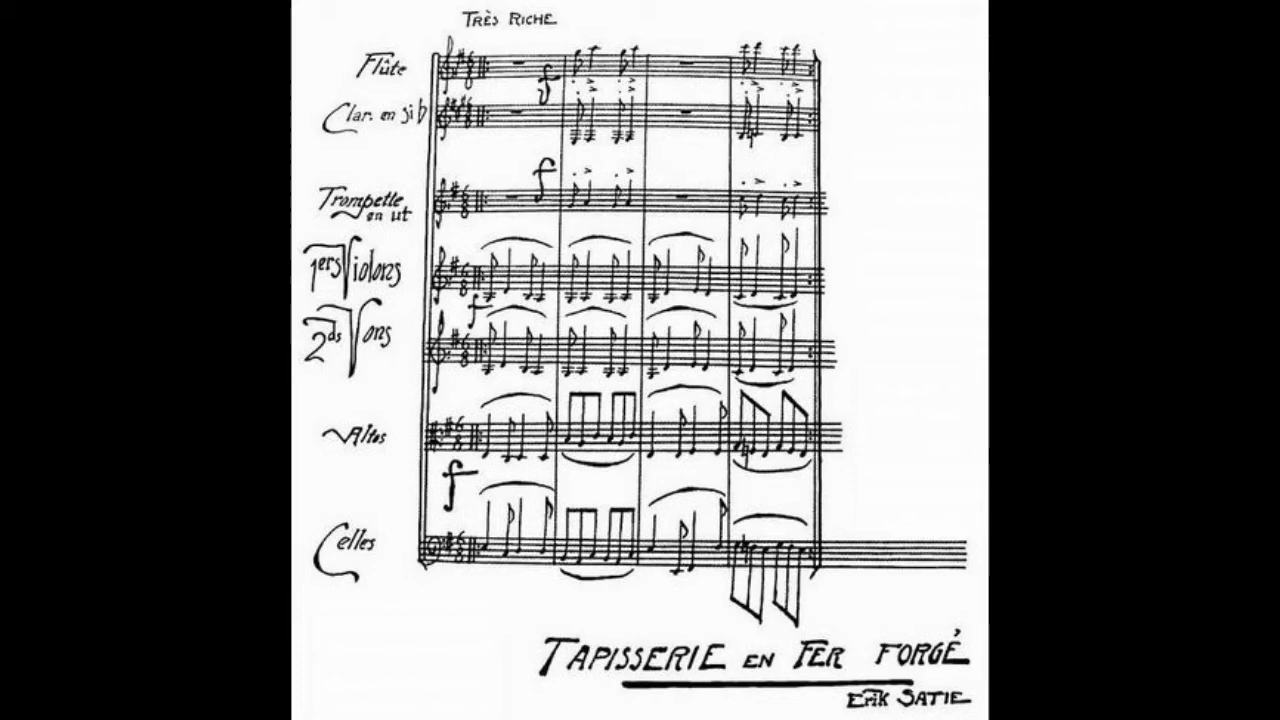 TRÈS RICHE
Flûte
Clar. en si b
Trompette
en ut
1ers Violons
2ds Vons
Altos
Celles
TAPISSERIE EN FER FORGÉ
Erik SATIE